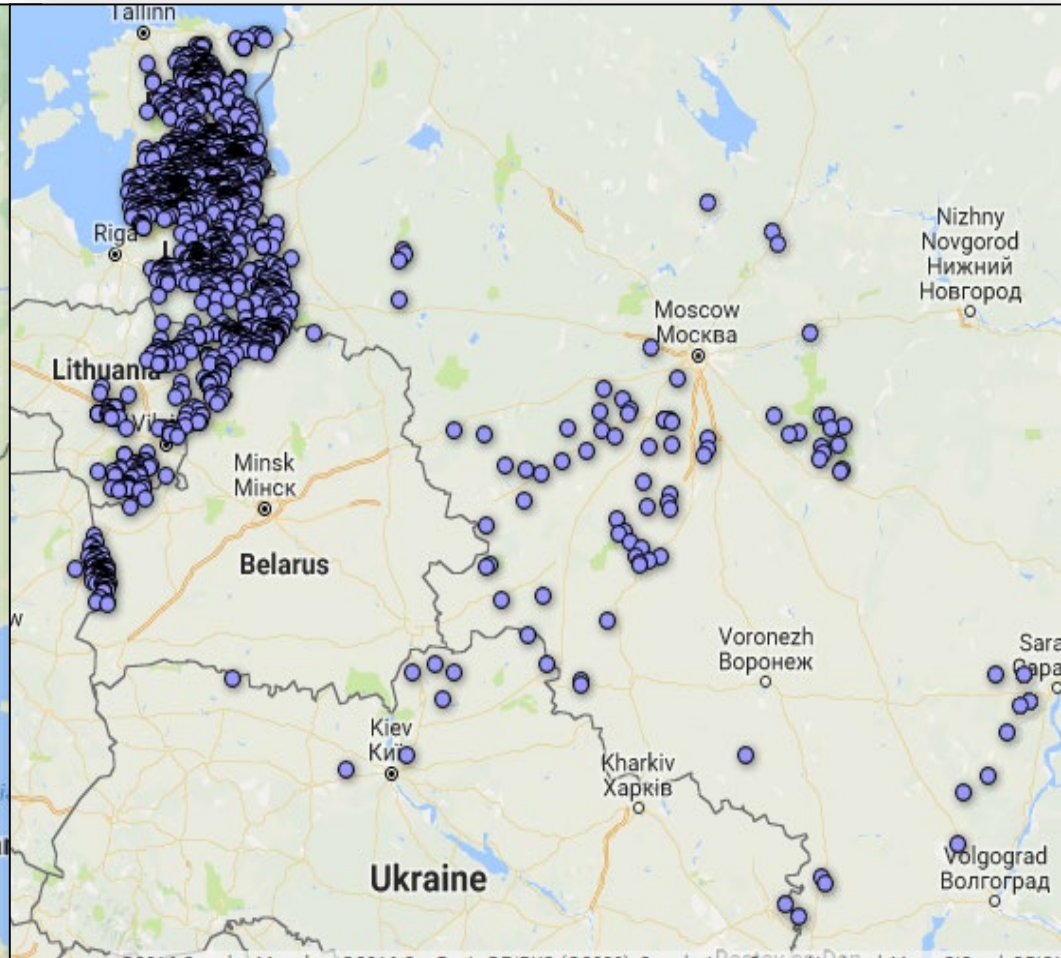 Tallinn
Nizhny
Novgorod
Нижний
Новгород
Riga
Moscow
Москва
Lithuania
Minsk
Мінск
Belarus
w
Voronezh
Воронеж
Sara
Kiev
Київ
Kharkiv
Харків
Volgograd
Волгоград
Ukraine